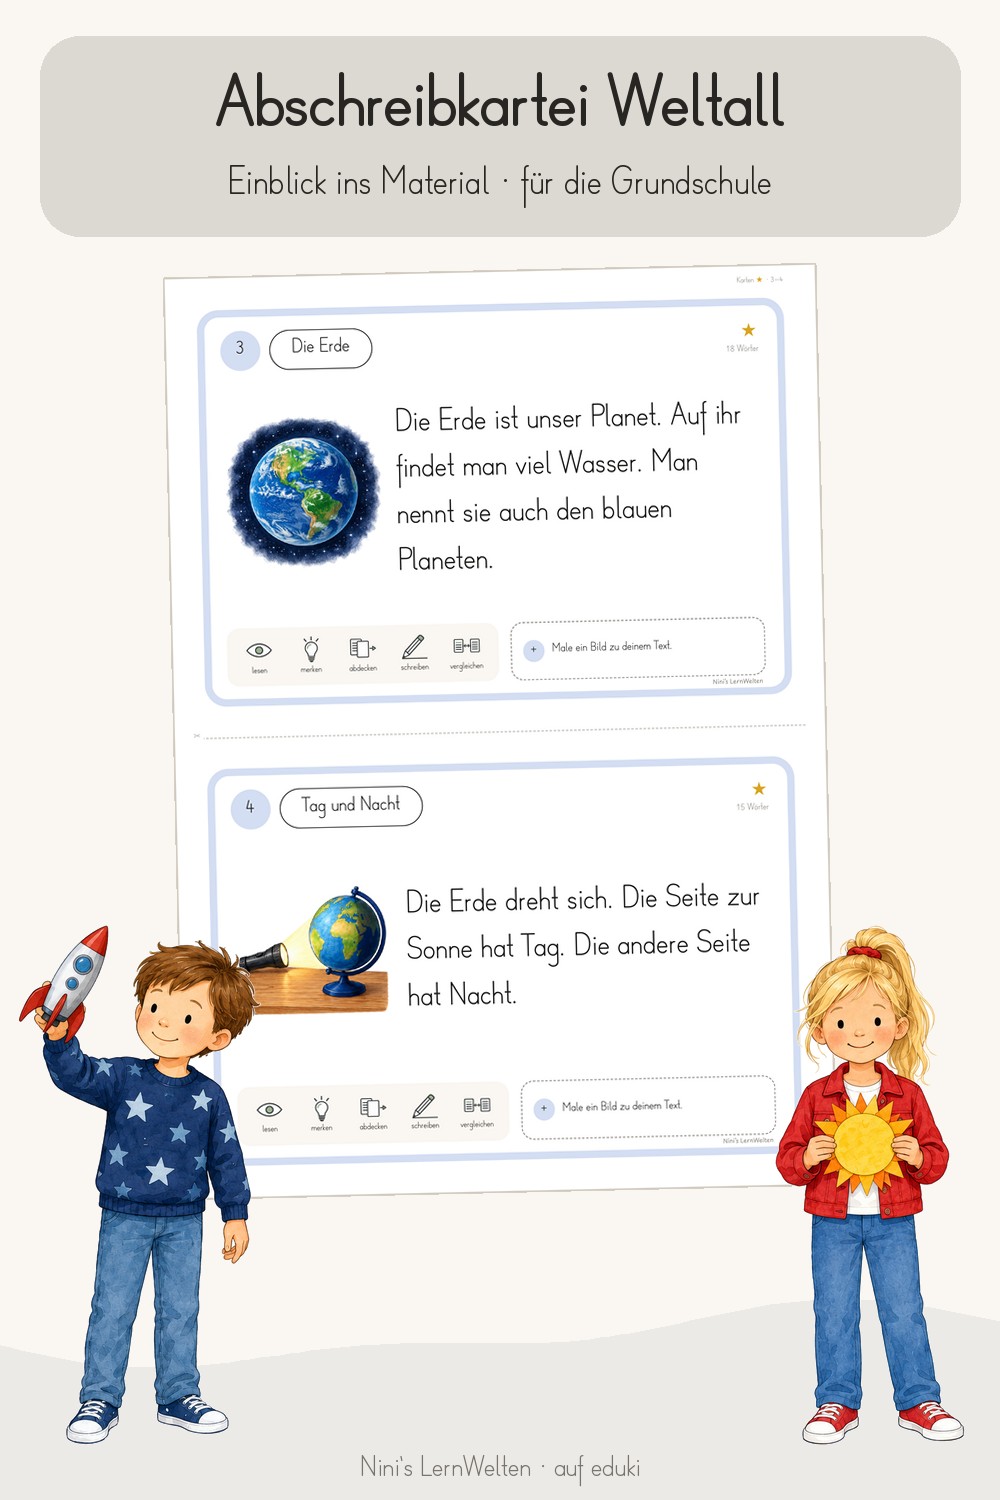 Abschreibkartei Weltall
Einblick ins Material · für die Grundschule
Karten ★ · 3–4
3
Die Erde
★
18 Wörter
Die Erde ist unser Planet. Auf ihr
findet man viel Wasser. Man
nennt sie auch den blauen
Planeten.
lesen merken abdecken schreiben vergleichen
+ Male ein Bild zu deinem Text.
Nini's LernWelten
4
Tag und Nacht
★
15 Wörter
Die Erde dreht sich. Die Seite zur
Sonne hat Tag. Die andere Seite
hat Nacht.
lesen merken abdecken schreiben vergleichen
+ Male ein Bild zu deinem Text.
Nini's LernWelten
Nini's LernWelten · auf eduki